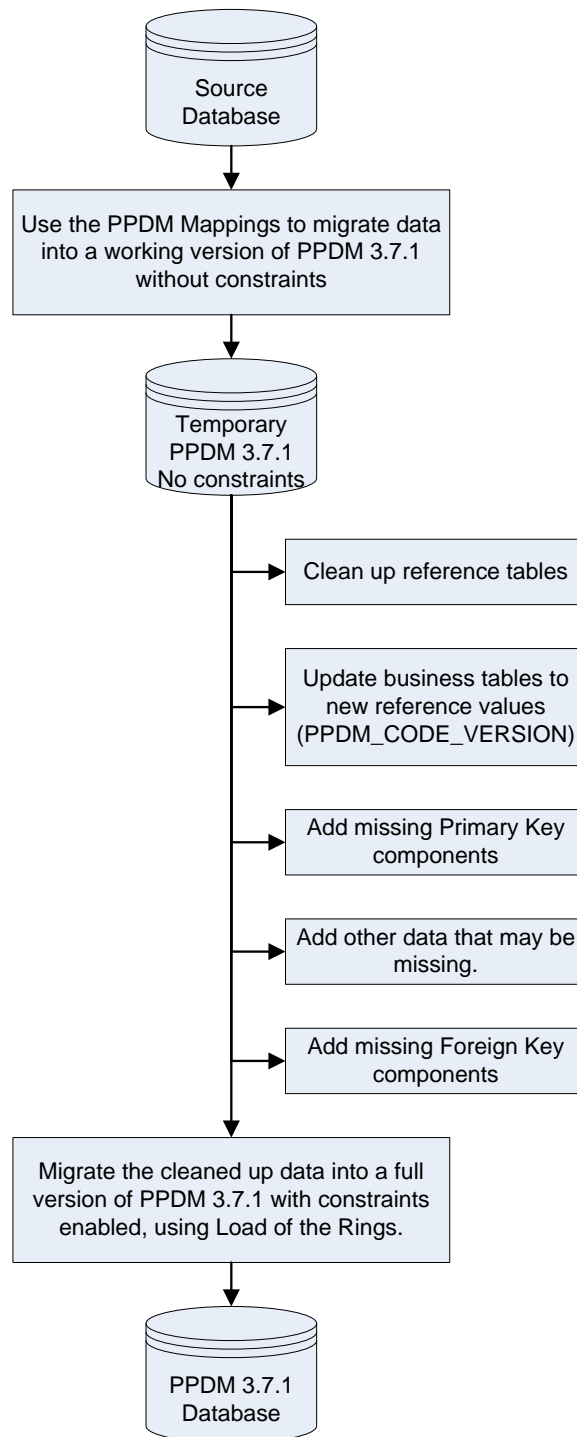 Source
Database
Use the PPDM Mappings to migrate data
into a working version of PPDM 3.7.1
without constraints
Temporary
PPDM 3.7.1
No constraints
Clean up reference tables
Update business tables to
new reference values
(PPDM_CODE_VERSION)
Add missing Primary Key
components
Add other data that may be
missing.
Add missing Foreign Key
components
Migrate the cleaned up data into a full
version of PPDM 3.7.1 with constraints
enabled, using Load of the Rings.
PPDM 3.7.1
Database